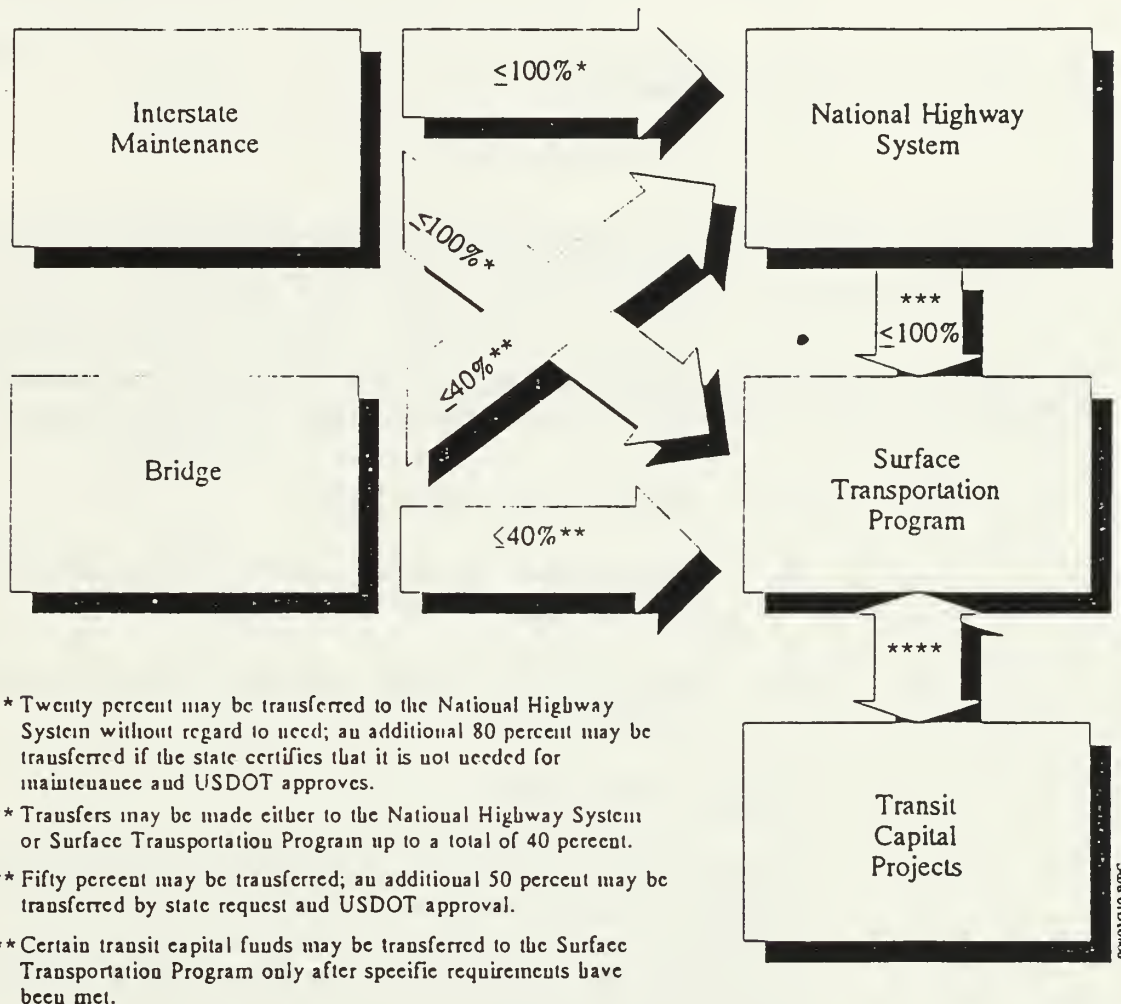 Interstate
Maintenance
≤100%*
National Highway
System
≤100%*
≤40%**
***
≤100%
Bridge
≤40%**
Surface
Transportation
Program
****
Transit
Capital
Projects
* Twenty percent may be transferred to the National Highway
System without regard to need; an additional 80 percent may be
transferred if the state certifies that it is not needed for
maintenance and USDOT approves.
* Transfers may be made either to the National Highway System
or Surface Transportation Program up to a total of 40 percent.
** Fifty percent may be transferred; an additional 50 percent may be
transferred by state request and USDOT approval.
** Certain transit capital funds may be transferred to the Surface
Transportation Program only after specific requirements have
been met.